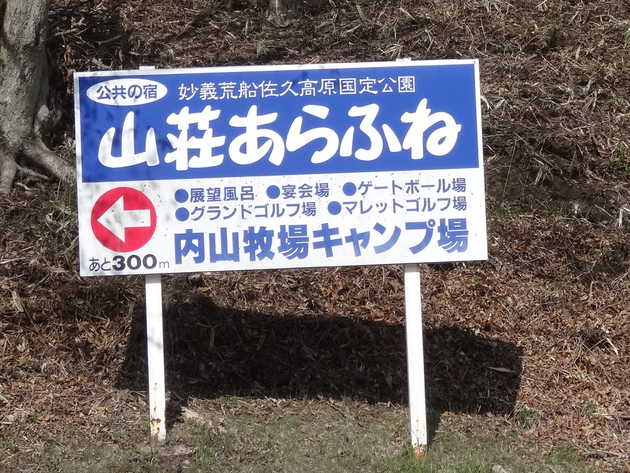 公共の宿 妙義荒船佐久高原国定公園
山荘あらふね
●展望風呂 ●宴会場 ●ゲートボール場
●グランドゴルフ場 ●マレットゴルフ場
内山牧場キャンプ場
あと300m